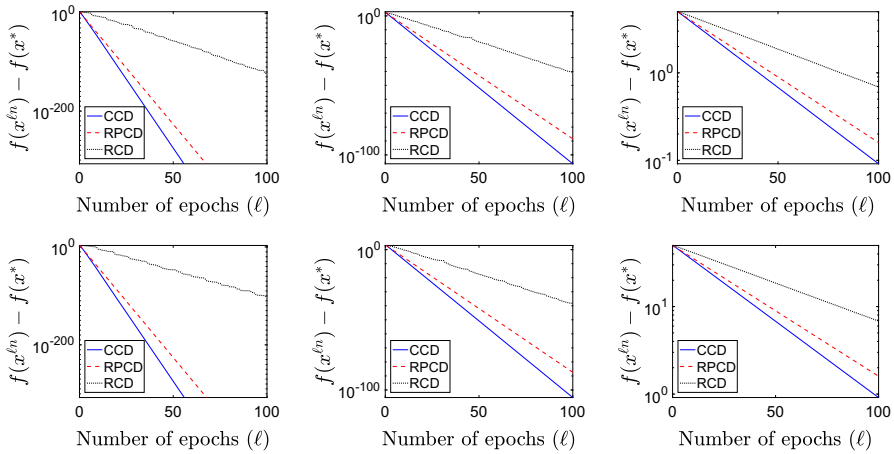 10^0
10^-200
f(x^{ℓn}) − f(x^*)
CCD
RPCD
RCD
0 50 100
Number of epochs (ℓ)
10^0
10^-100
f(x^{ℓn}) − f(x^*)
CCD
RPCD
RCD
0 50 100
Number of epochs (ℓ)
10^0
10^-1
f(x^{ℓn}) − f(x^*)
CCD
RPCD
RCD
0 50 100
Number of epochs (ℓ)
10^0
10^-200
f(x^{ℓn}) − f(x^*)
CCD
RPCD
RCD
0 50 100
Number of epochs (ℓ)
10^0
10^-100
f(x^{ℓn}) − f(x^*)
CCD
RPCD
RCD
0 50 100
Number of epochs (ℓ)
10^1
10^0
f(x^{ℓn}) − f(x^*)
CCD
RPCD
RCD
0 50 100
Number of epochs (ℓ)